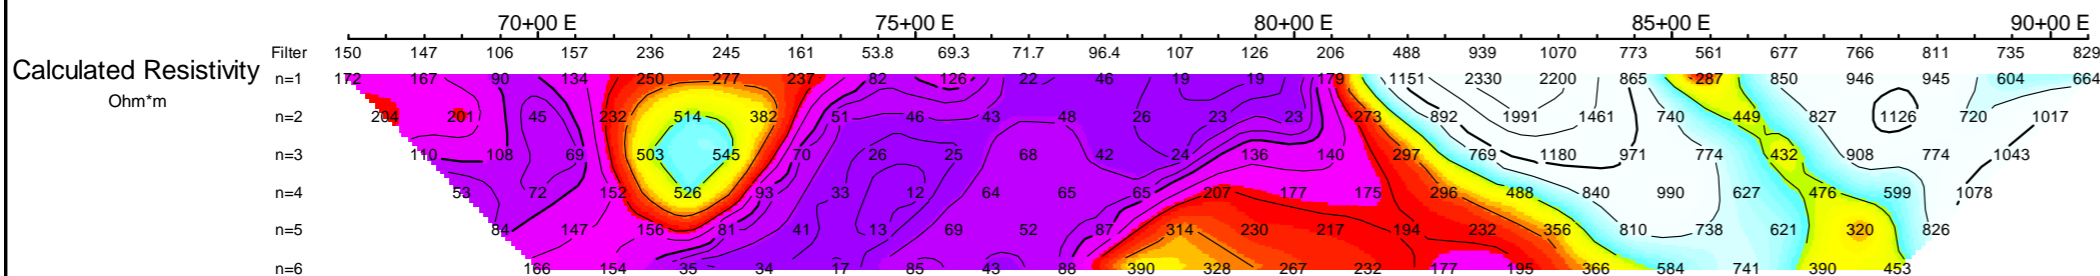 70+00 E 75+00 E 80+00 E 85+00 E 90+00 E
Filter 150 147 106 157 236 245 161 53.8 69.3 71.7 96.4 107 126 206 488 939 1070 773 561 677 766 811 735 829
Calculated Resistivity
Ohm*m
n=1 172 167 90 134 250 277 237 82 126 22 46 19 19 179 1151 2330 2200 865 287 850 946 945 604 664
n=2 204 201 45 232 514 382 51 46 43 48 26 23 23 273 892 1991 1461 740 449 827 1126 720 1017
n=3 110 108 69 503 545 70 26 25 68 42 24 136 140 297 769 1180 971 774 432 908 774 1043
n=4 53 72 152 526 93 33 12 64 65 65 207 177 175 296 488 840 990 627 476 599 1078
n=5 84 147 156 81 41 13 69 52 87 314 230 217 194 232 356 810 738 621 320 826
n=6 166 154 35 34 17 85 43 88 390 328 267 232 177 195 366 584 741 390 453